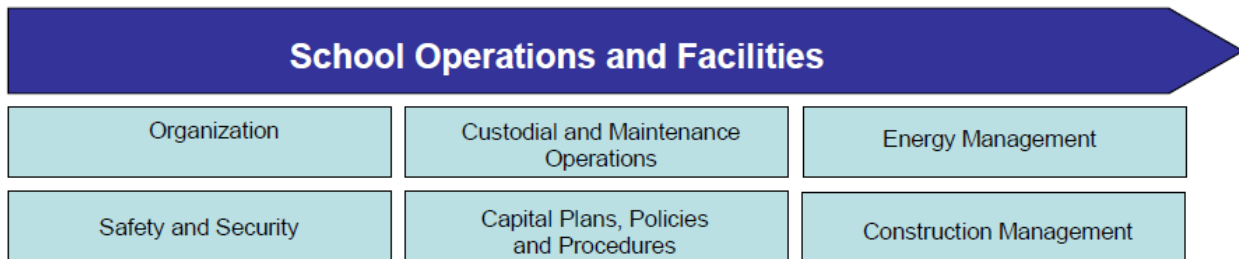 School Operations and Facilities
Organization
Custodial and Maintenance
Operations
Energy Management
Safety and Security
Capital Plans, Policies
and Procedures
Construction Management